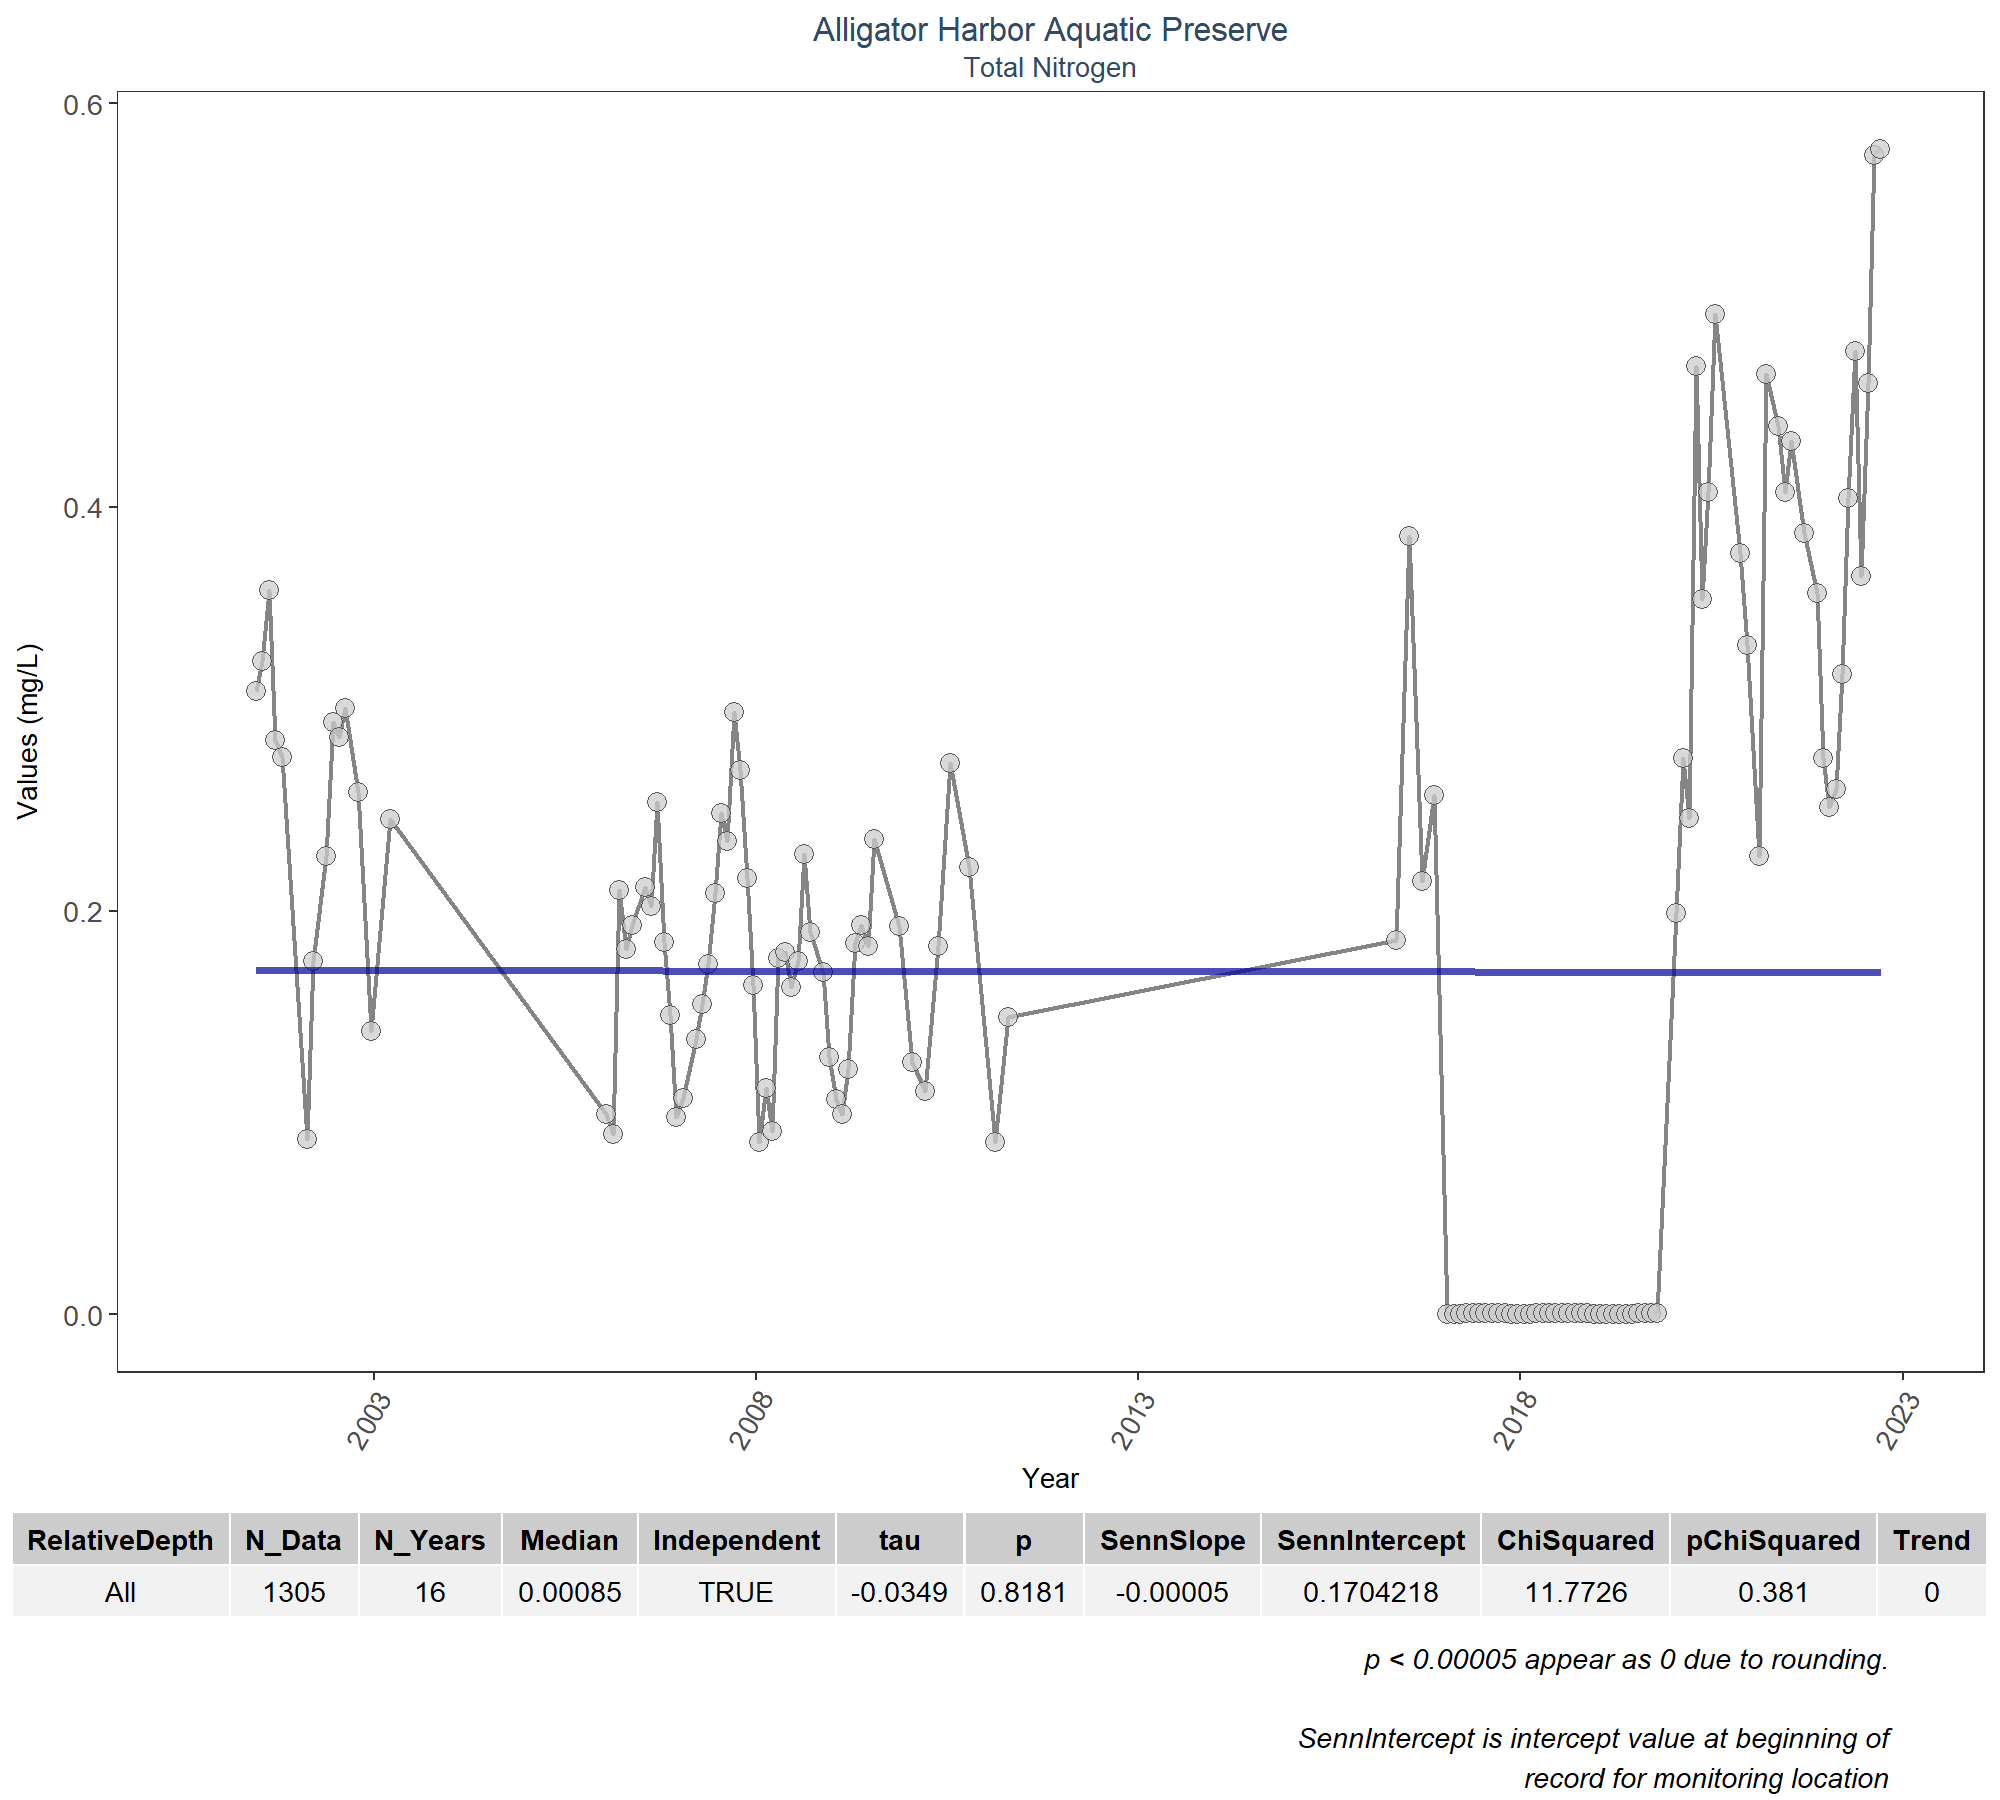 Alligator Harbor Aquatic Preserve
Total Nitrogen
Values (mg/L)
0.6
0.4
0.2
0.0
2003 2008 2013 2018 2023
Year
RelativeDepth N_Data N_Years Median Independent tau p SennSlope SennIntercept ChiSquared pChiSquared Trend
All 1305 16 0.00085 TRUE -0.0349 0.8181 -0.00005 0.1704218 11.7726 0.381 0
p < 0.00005 appear as 0 due to rounding.
SennIntercept is intercept value at beginning of
record for monitoring location